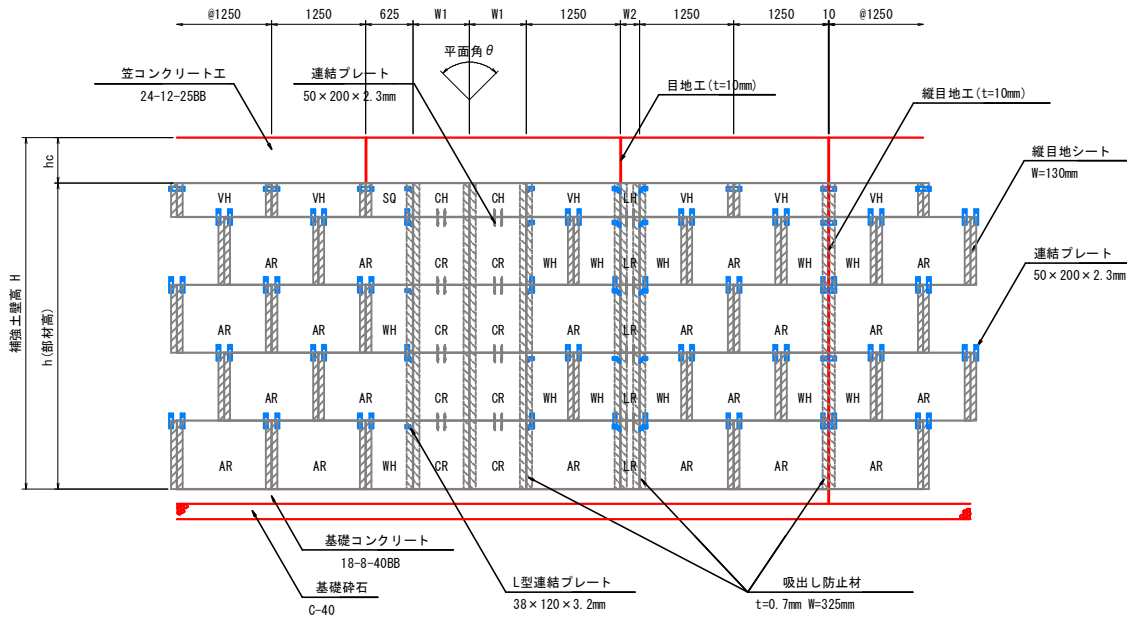 @1250 1250 625 W1 W1 1250 W2 1250 1250 10 @1250
平面角θ
笠コンクリート工
24-12-25BB
連結プレート
50×200×2.3mm
目地工(t=10mm)
縦目地工(t=10mm)
縦目地シート
W=130mm
連結プレート
50×200×2.3mm
補強土壁高 H
hc
h(部材高)
VH VH SQ CH CH VH LH VH VH VH
AR AR CR CR WH WH LR WH AR WH WH AR
AR AR WH CR CR AR LR AR AR AR
AR AR CR CR WH WH LR WH AR WH WH AR
AR AR WH CR CR AR LR AR AR AR
基礎コンクリート
18-8-40BB
基礎砕石
C-40
L型連結プレート
38×120×3.2mm
吸出し防止材
t=0.7mm W=325mm